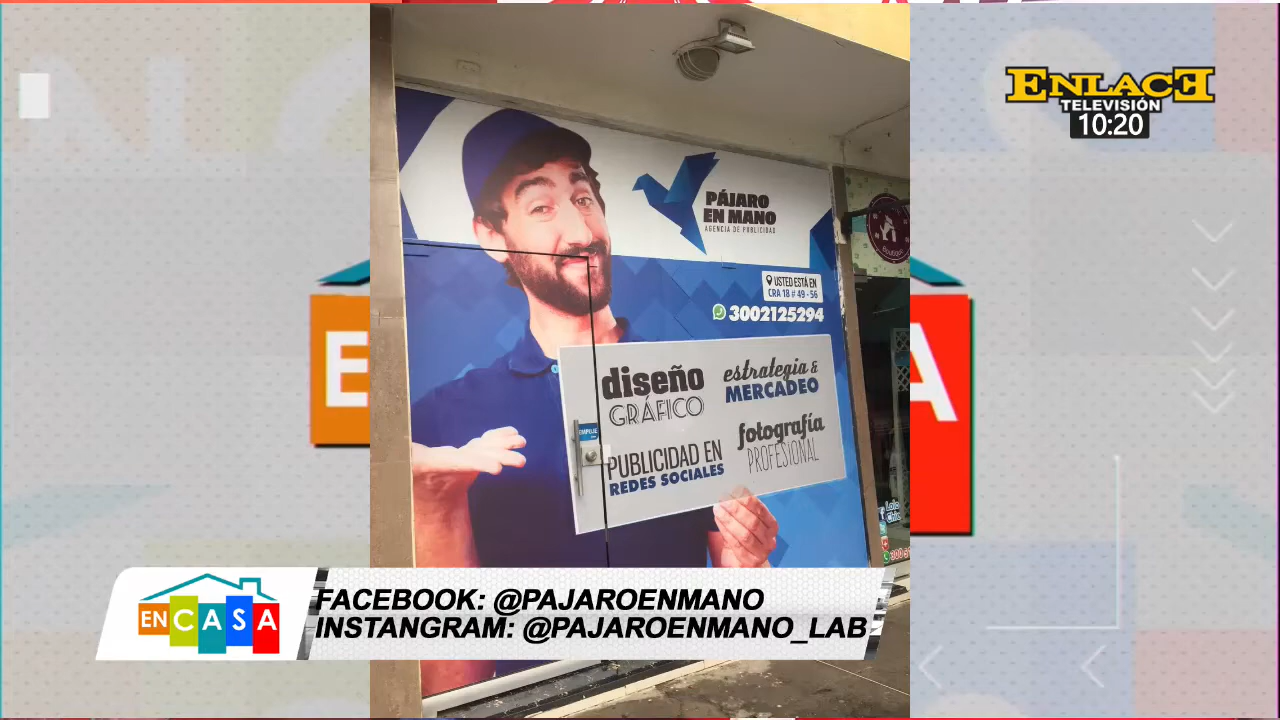 ENLACE
TELEVISIÓN
10:20
PÁJARO
EN MANO
AGENCIA DE PUBLICIDAD
USTED ESTÁ EN
CRA 18 # 49 - 56
3002125294
diseño
GRÁFICO
estrategia &
MERCADEO
EMPUJE
PUBLICIDAD EN
REDES SOCIALES
fotografía
PROFESIONAL
Boutique
E
A
EN CASA
FACEBOOK: @PAJAROENMANO
INSTANGRAM: @PAJAROENMANO_LAB